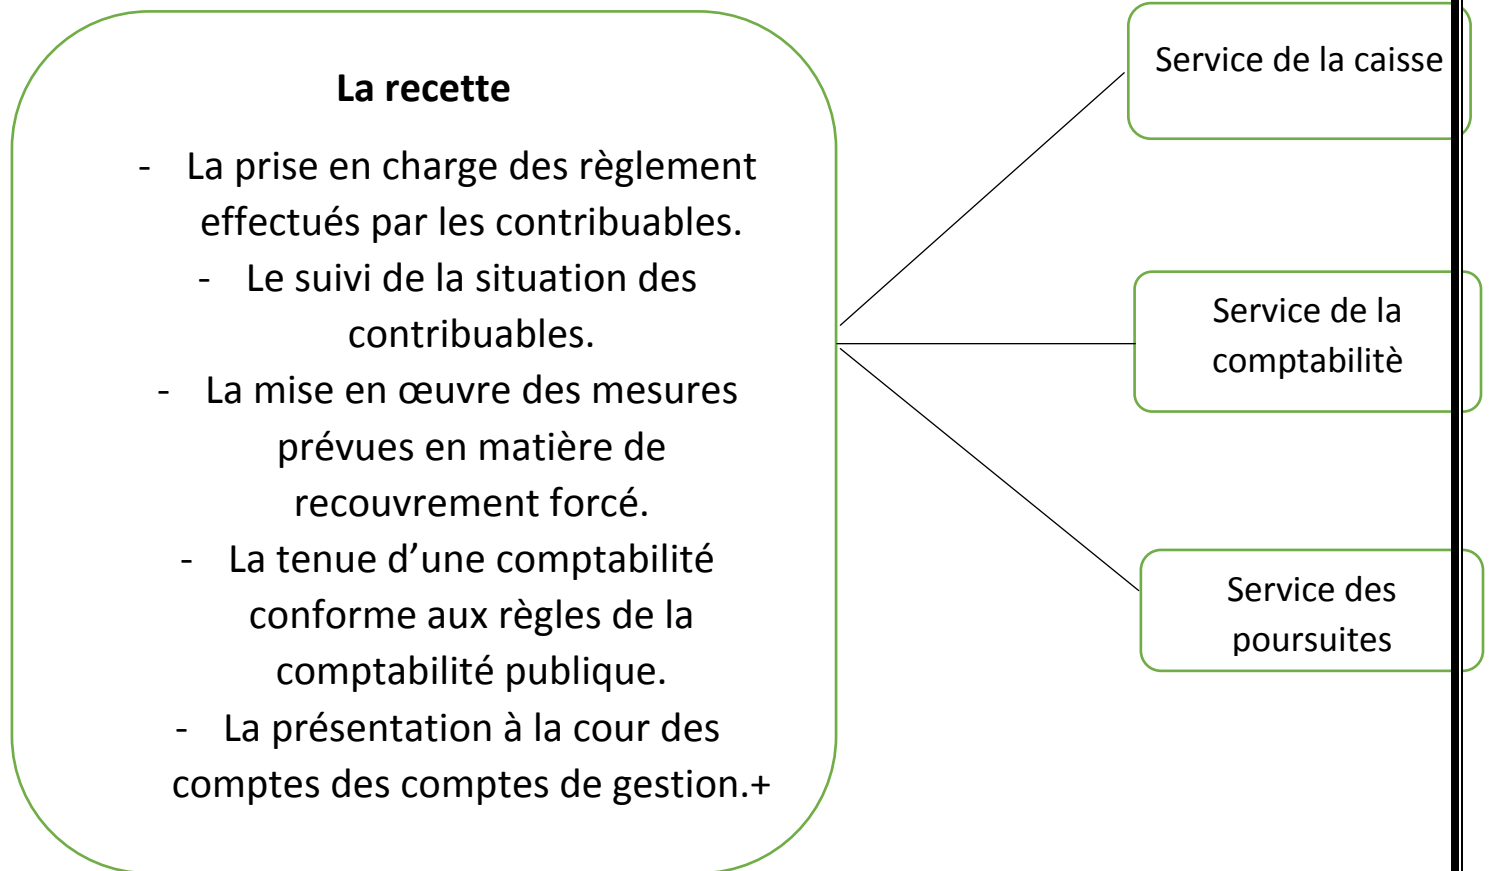 La recette
- La prise en charge des règlement
effectués par les contribuables.
- Le suivi de la situation des
contribuables.
- La mise en œuvre des mesures
prévues en matière de
recouvrement forcé.
- La tenue d’une comptabilité
conforme aux règles de la
comptabilité publique.
- La présentation à la cour des
comptes des comptes de gestion.+
Service de la caisse
Service de la
comptabilitè
Service des
poursuites